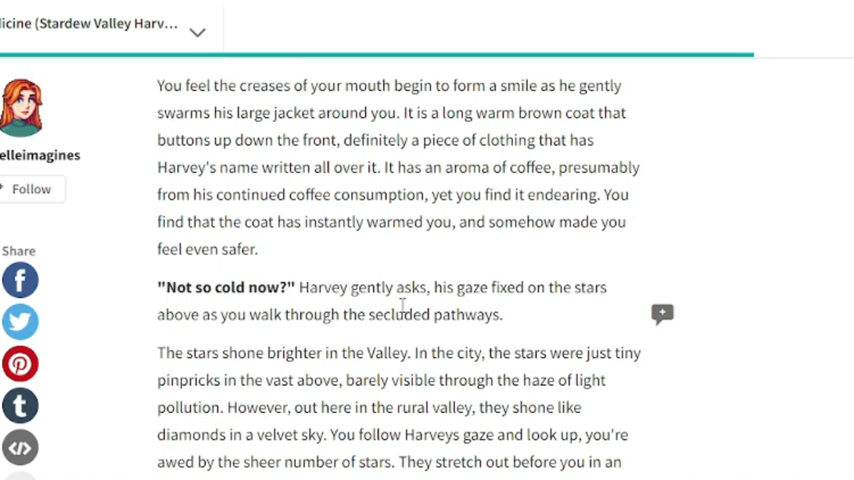 icine (Stardew Valley Harv...
elleimagines
Follow
Share
You feel the creases of your mouth begin to form a smile as he gently
swarms his large jacket around you. It is a long warm brown coat that
buttons up down the front, definitely a piece of clothing that has
Harvey's name written all over it. It has an aroma of coffee, presumably
from his continued coffee consumption, yet you find it endearing. You
find that the coat has instantly warmed you, and somehow made you
feel even safer.
"Not so cold now?" Harvey gently asks, his gaze fixed on the stars
above as you walk through the secluded pathways.
The stars shone brighter in the Valley. In the city, the stars were just tiny
pinpricks in the vast above, barely visible through the haze of light
pollution. However, out here in the rural valley, they shone like
diamonds in a velvet sky. You follow Harveys gaze and look up, you're
awed by the sheer number of stars. They stretch out before you in an